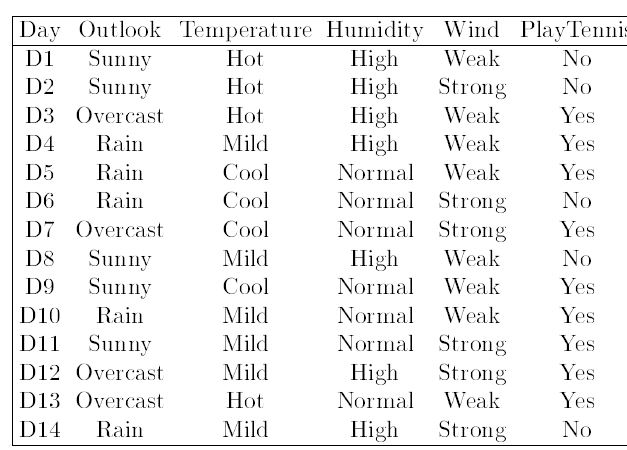 Day Outlook Temperature Humidity Wind PlayTennis
D1 Sunny Hot High Weak No
D2 Sunny Hot High Strong No
D3 Overcast Hot High Weak Yes
D4 Rain Mild High Weak Yes
D5 Rain Cool Normal Weak Yes
D6 Rain Cool Normal Strong No
D7 Overcast Cool Normal Strong Yes
D8 Sunny Mild High Weak No
D9 Sunny Cool Normal Weak Yes
D10 Rain Mild Normal Weak Yes
D11 Sunny Mild Normal Strong Yes
D12 Overcast Mild High Strong Yes
D13 Overcast Hot Normal Weak Yes
D14 Rain Mild High Strong No